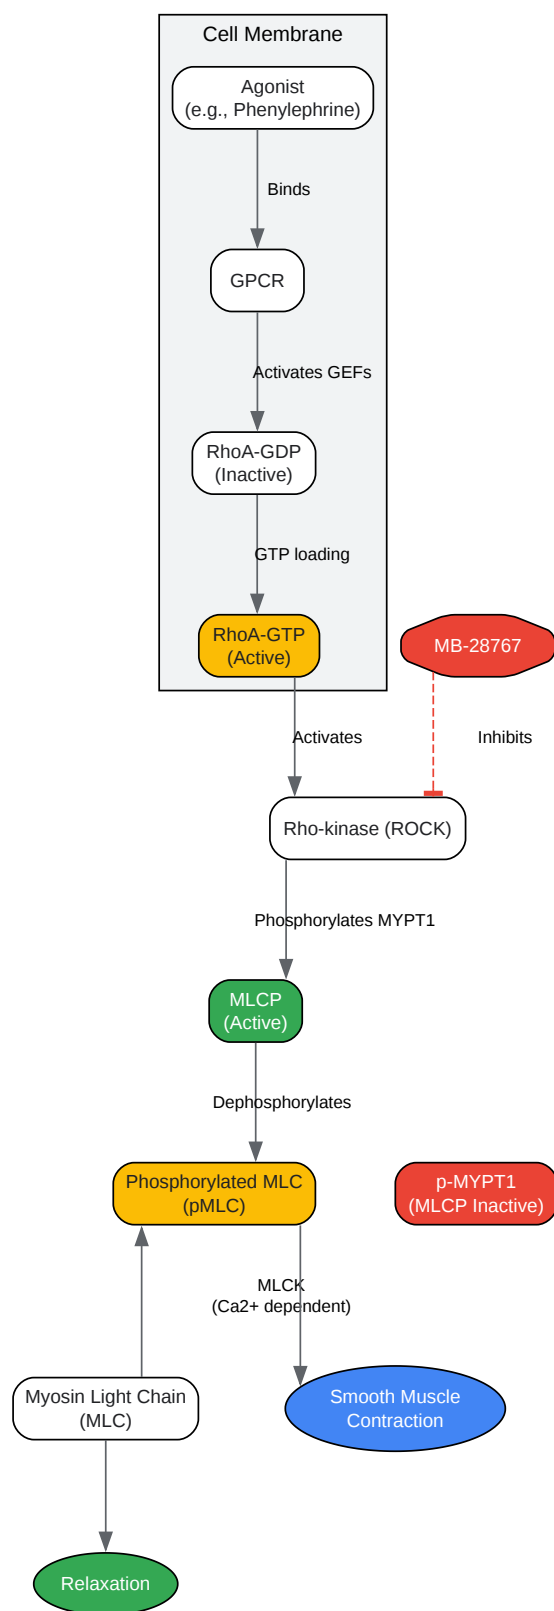 Cell Membrane
Agonist
(e.g., Phenylephrine)
Binds
GPCR
Activates GEFs
RhoA-GDP
(Inactive)
GTP loading
RhoA-GTP
(Active)
MB-28767
Activates
Inhibits
Rho-kinase (ROCK)
Phosphorylates MYPT1
MLCP
(Active)
Dephosphorylates
Phosphorylated MLC
(pMLC)
p-MYPT1
(MLCP Inactive)
MLCK
(Ca2+ dependent)
Myosin Light Chain
(MLC)
Smooth Muscle
Contraction
Relaxation